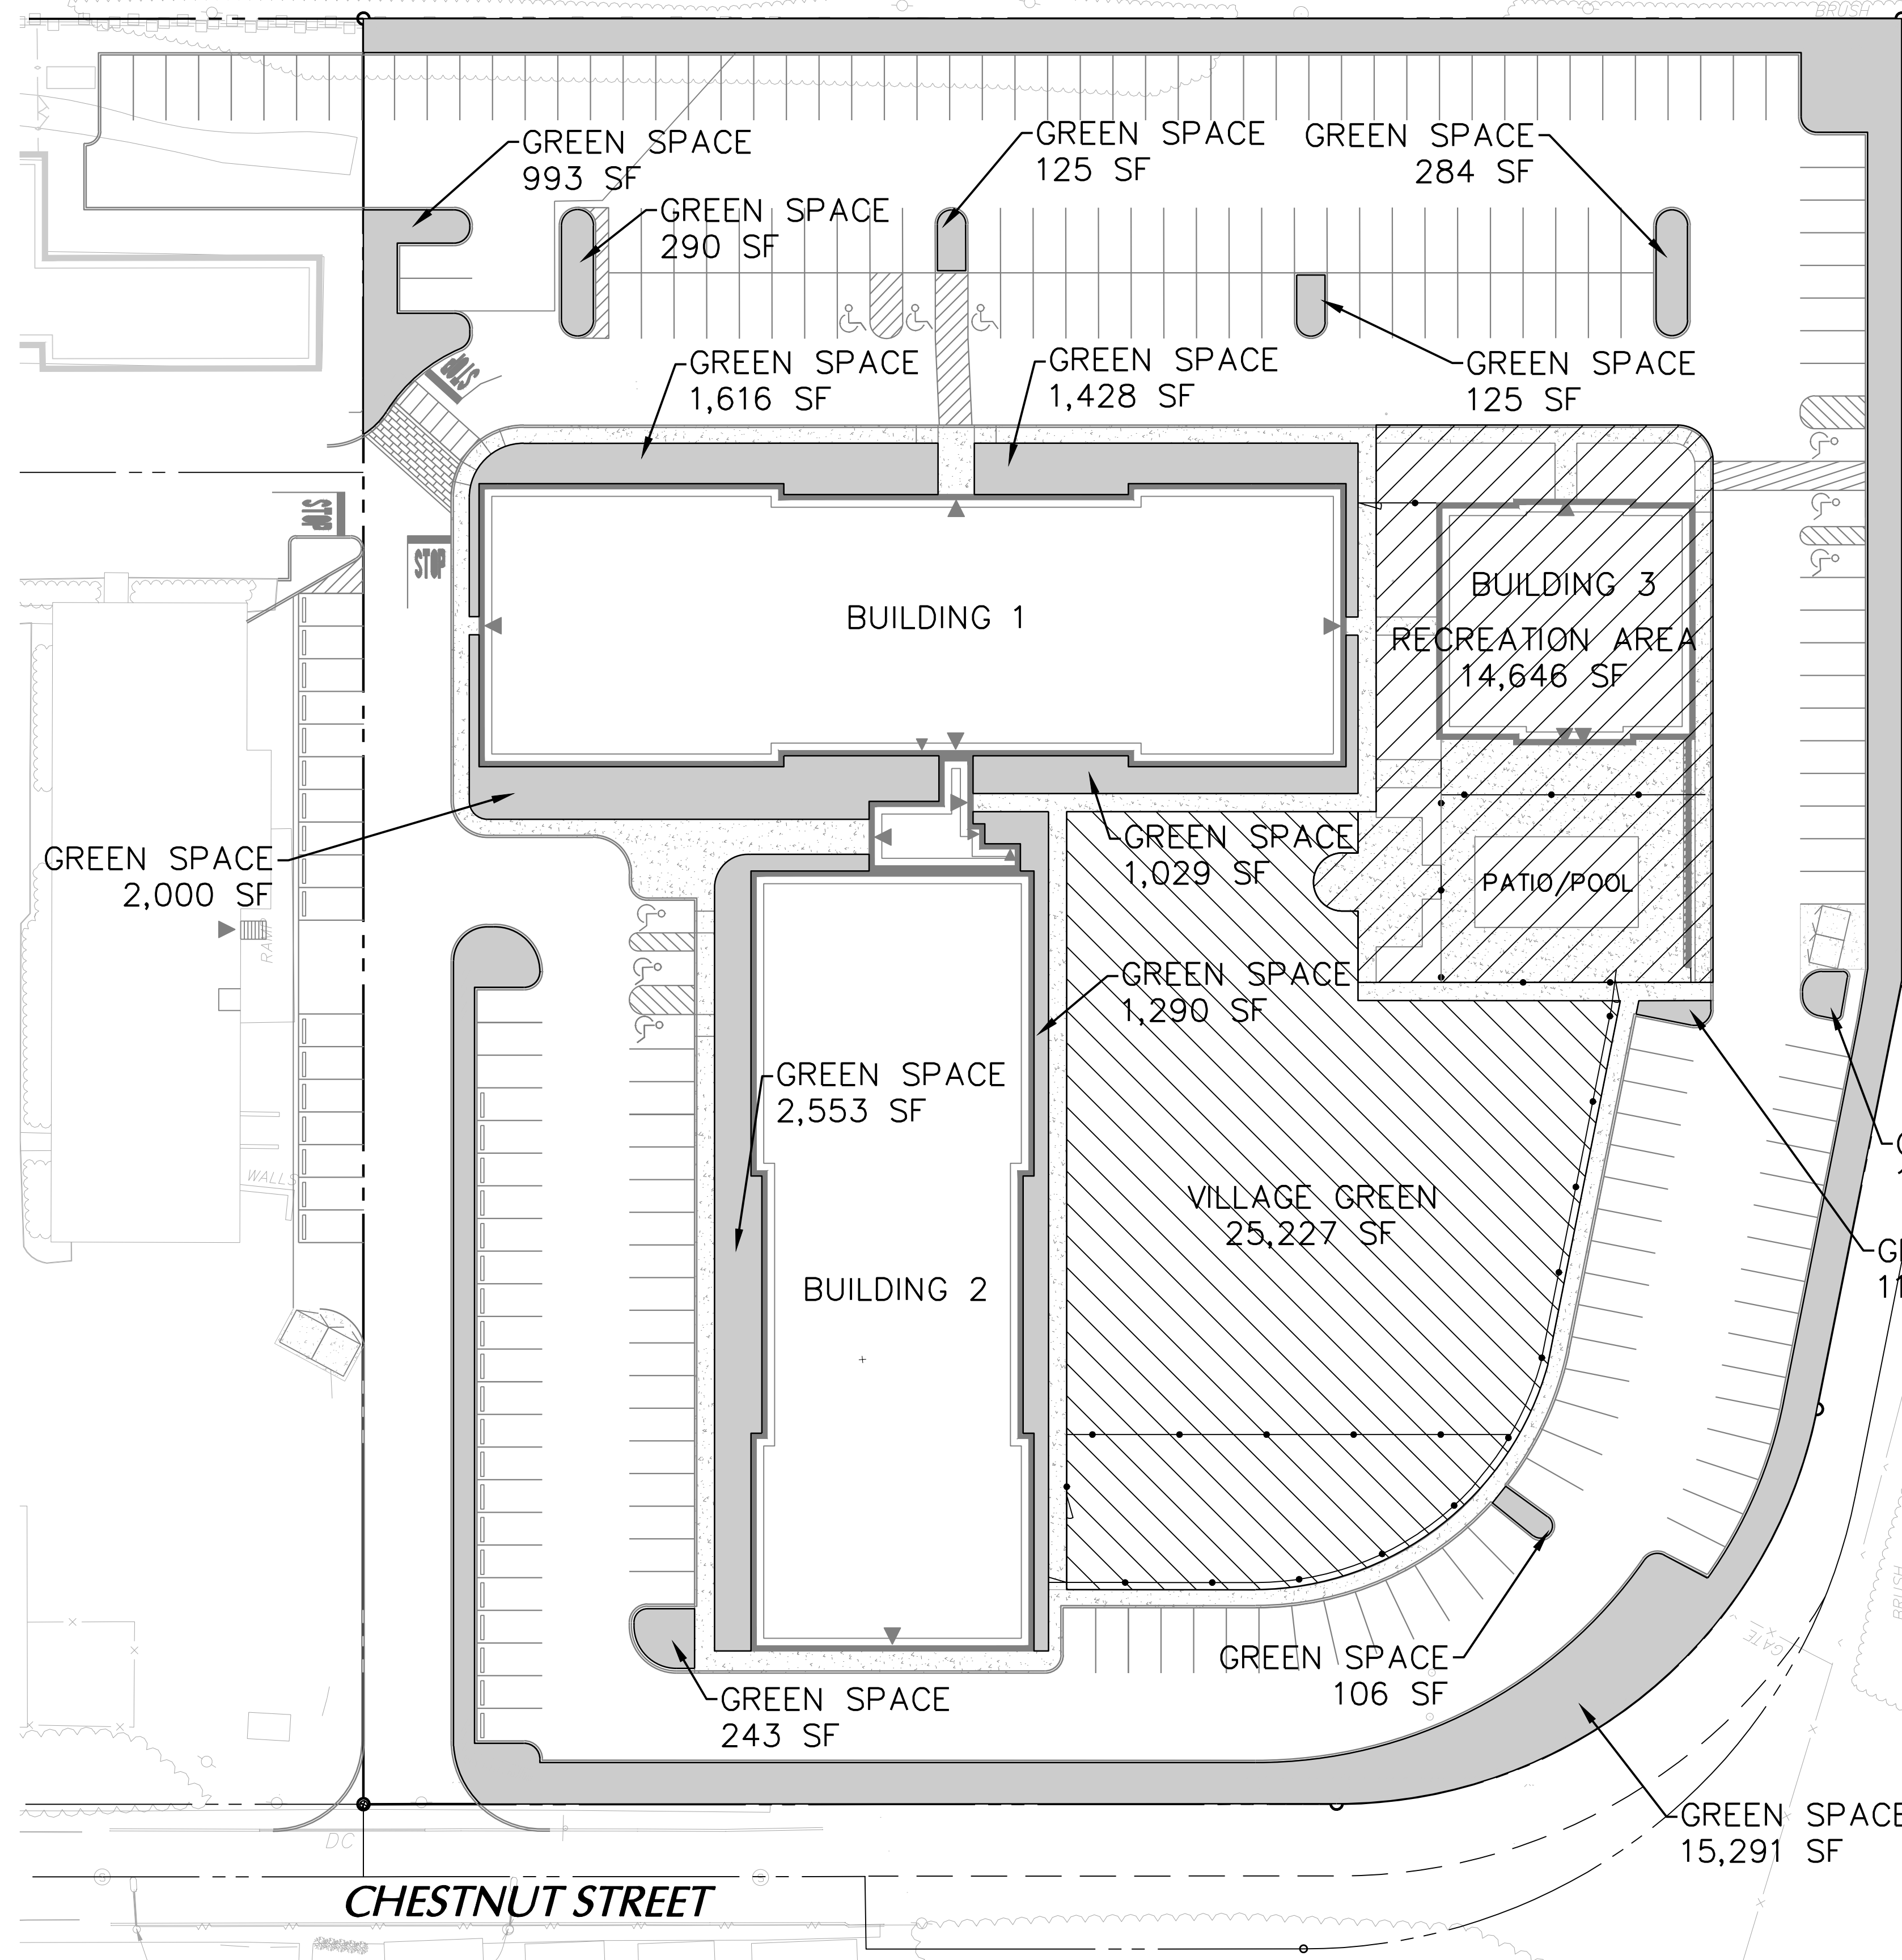 BRUSH
GREEN SPACE
993 SF
GREEN SPACE
125 SF
GREEN SPACE
284 SF
GREEN SPACE
290 SF
GREEN SPACE
1,616 SF
GREEN SPACE
1,428 SF
GREEN SPACE
125 SF
STOP
STOP
STOP
BUILDING 1
BUILDING 3
RECREATION AREA
14,646 SF
GREEN SPACE
2,000 SF
GREEN SPACE
1,029 SF
PATIO/POOL
RAMP
GREEN SPACE
1,290 SF
GREEN SPACE
2,553 SF
WALLS
VILLAGE GREEN
25,227 SF
BUILDING 2
BRUSH
GATE
GREEN SPACE
106 SF
GREEN SPACE
243 SF
GREEN SPACE
15,291 SF
DC
CHESTNUT STREET